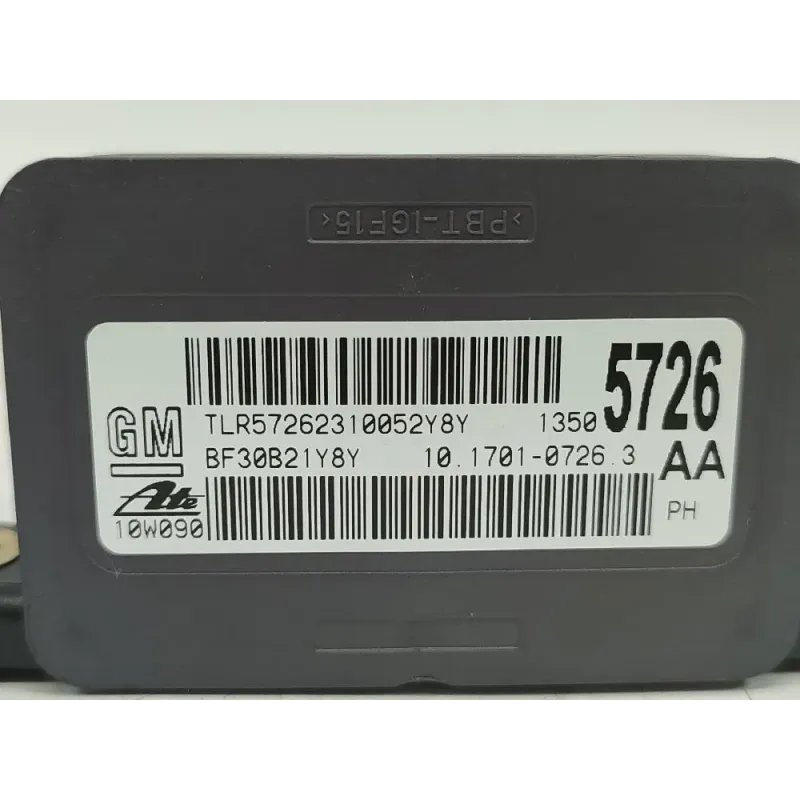 >PBT-IGF15<
GM
TLR57262310052Y8Y 1350 5726
BF30B21Y8Y 10.1701-0726.3 AA
Ate
10W090
PH